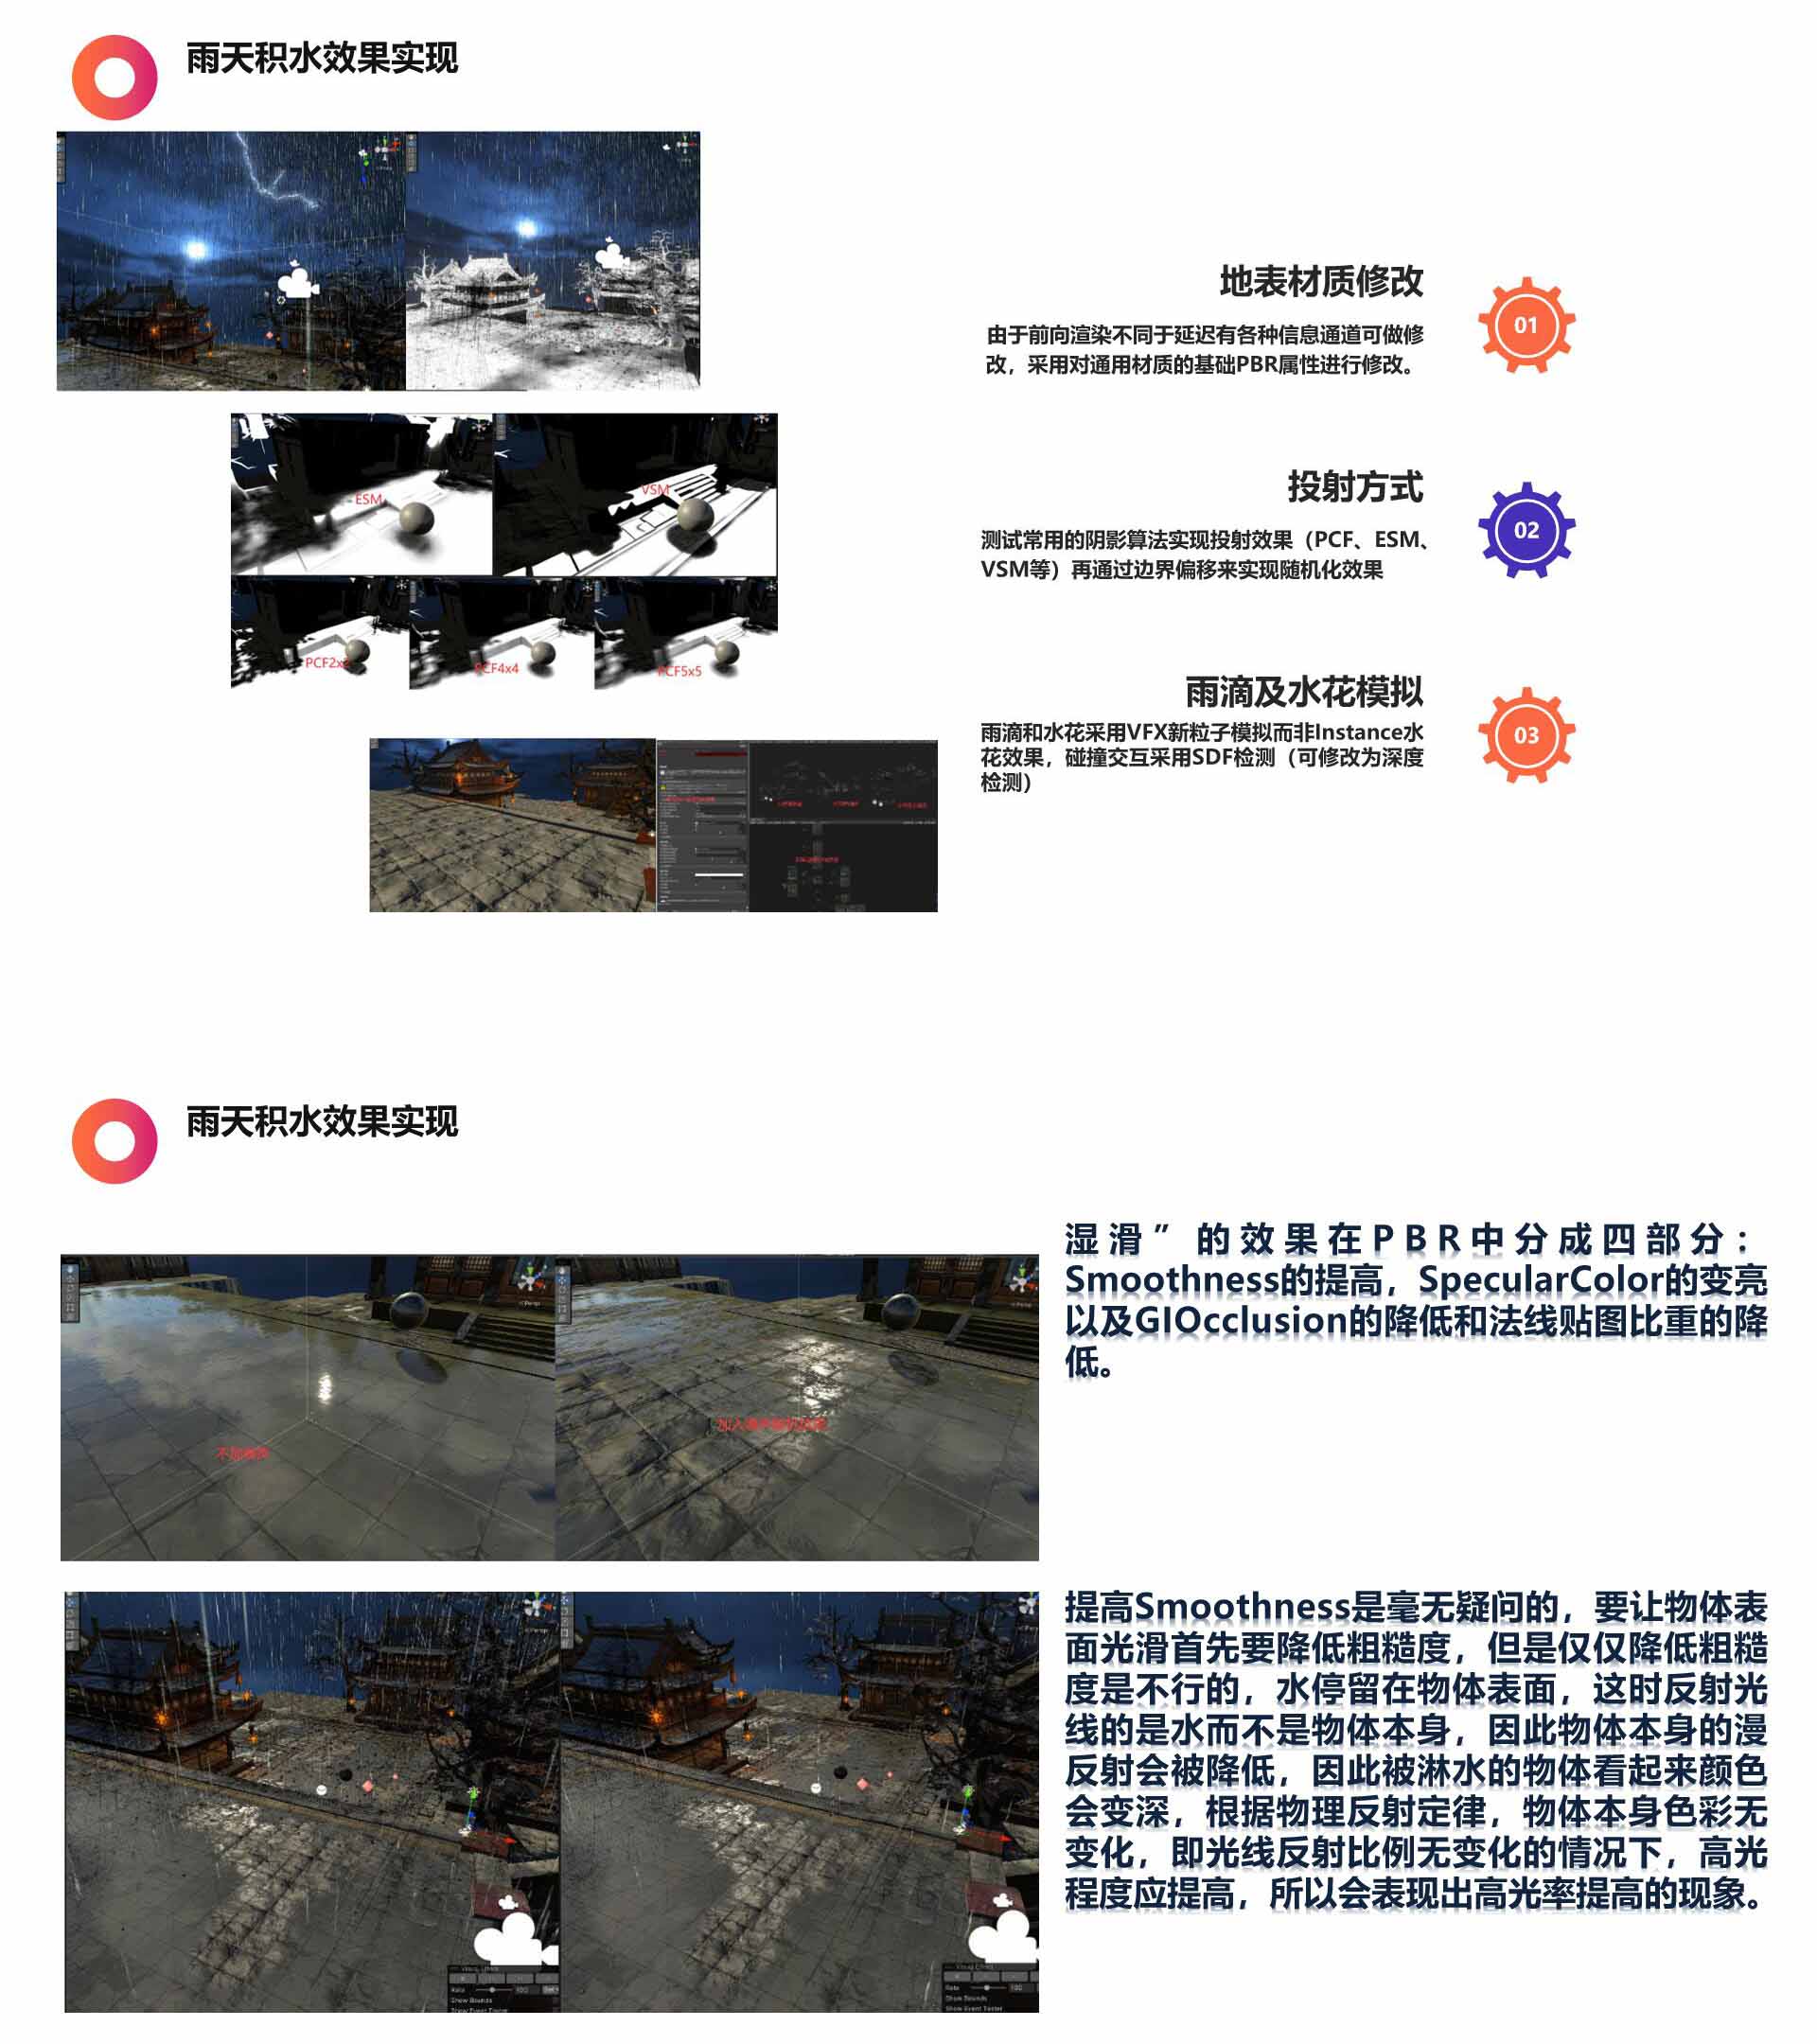 雨天积水效果实现
地表材质修改
01
由于前向渲染不同于延迟有各种信息通道可做修
改，采用对通用材质的基础PBR属性进行修改。
ESM
VSM
投射方式
02
测试常用的阴影算法实现投射效果（PCF、ESM、
VSM等）再通过边界偏移来实现随机化效果
PCF4x4
PCF5x5
雨滴及水花模拟
03
雨滴和水花采用VFX新粒子模拟而非Instance水
花效果，碰撞交互采用SDF检测（可修改为深度
检测）
雨天积水效果实现
湿滑”的效果在PBR中分成四部分：
Smoothness的提高，SpecularColor的变亮
以及GIOcclusion的降低和法线贴图比重的降
低。
提高Smoothness是毫无疑问的，要让物体表
面光滑首先要降低粗糙度，但是仅仅降低粗糙
度是不行的，水停留在物体表面，这时反射光
线的是水而不是物体本身，因此物体本身的漫
反射会被降低，因此被淋水的物体看起来颜色
会变深，根据物理反射定律，物体本身色彩无
变化，即光线反射比例无变化的情况下，高光
程度应提高，所以会表现出高光率提高的现象。
Rate
Show Bounds
Show Event Tester
Rate
Show Bounds
Show Event Tester